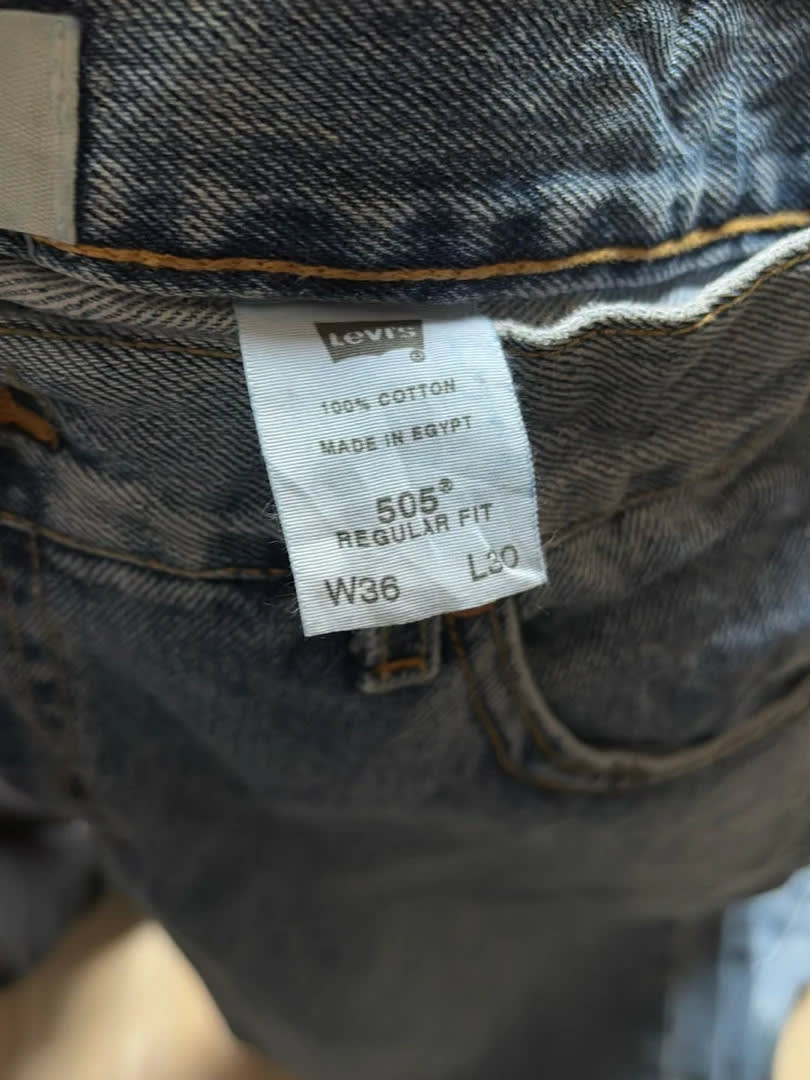 Levi's®
100% COTTON
MADE IN EGYPT
505®
REGULAR FIT
W36 L30